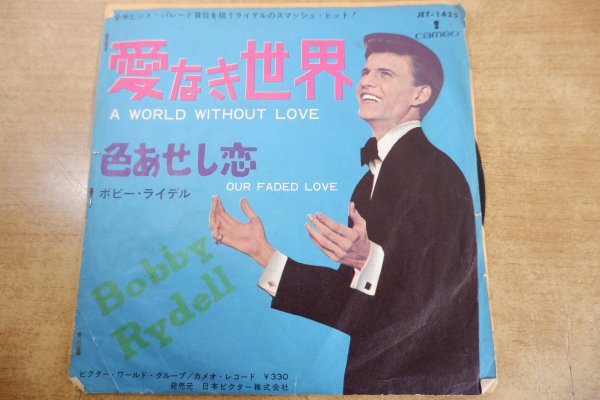 全米ヒット・パレード首位を狙うライデルのスマッシュ・ヒット!
JET-1425
cameo
愛なき世界
A WORLD WITHOUT LOVE
色あせし恋
OUR FADED LOVE
ボビー・ライデル
Bobby
Rydell
ビクター・ワールド・グループ/カメオ・レコード ¥330
発売元 日本ビクター株式会社